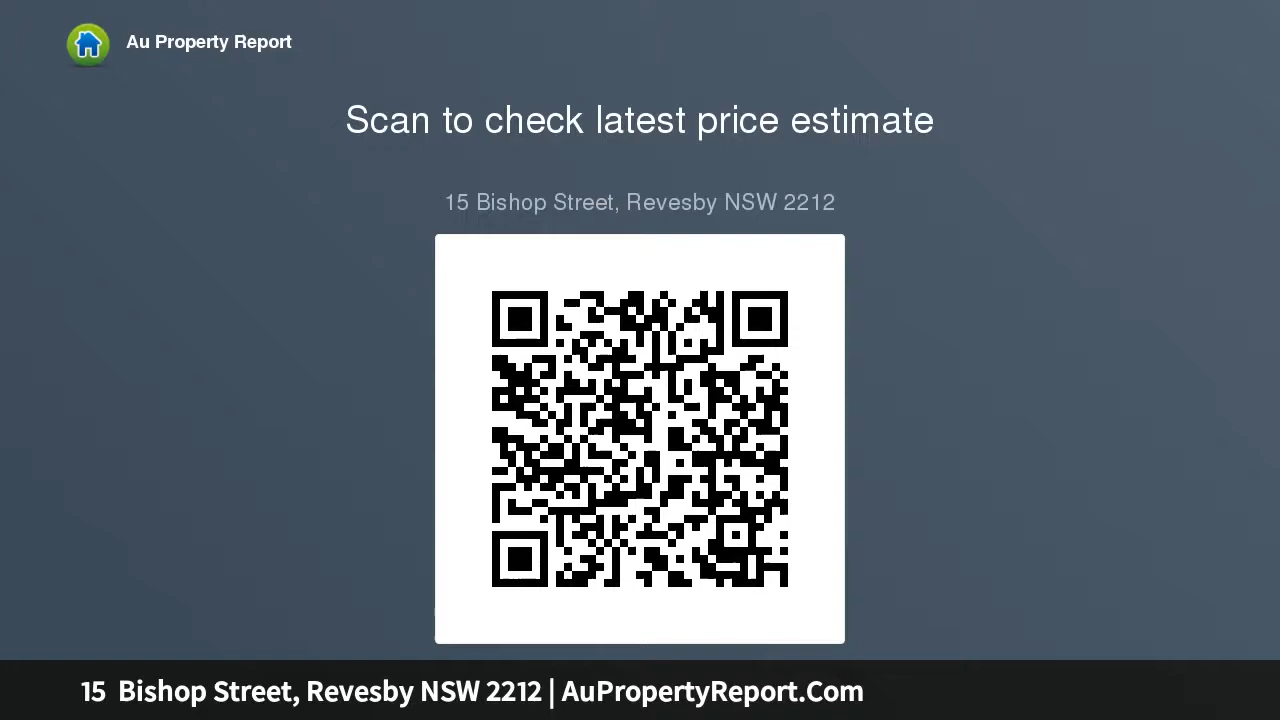 Au Property Report
Scan to check latest price estimate
15 Bishop Street, Revesby NSW 2212
15 Bishop Street, Revesby NSW 2212 | AuPropertyReport.Com